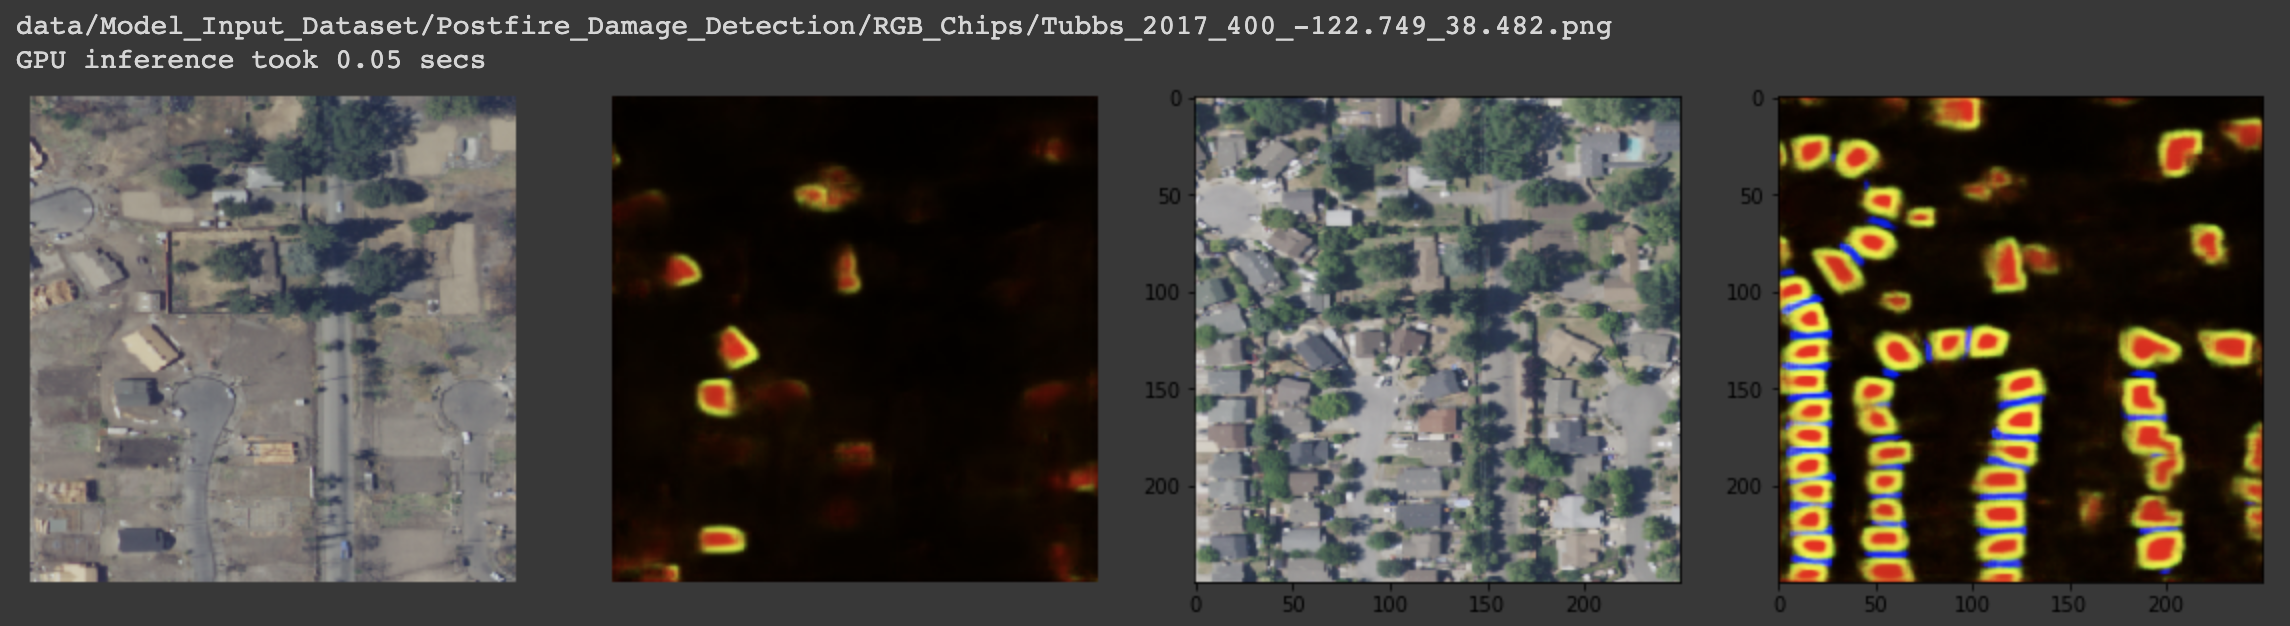 data/Model_Input_Dataset/Postfire_Damage_Detection/RGB_Chips/Tubbs_2017_400_-122.749_38.482.png
GPU inference took 0.05 secs
0
50
100
150
200
0 50 100 150 200
0
50
100
150
200
0 50 100 150 200